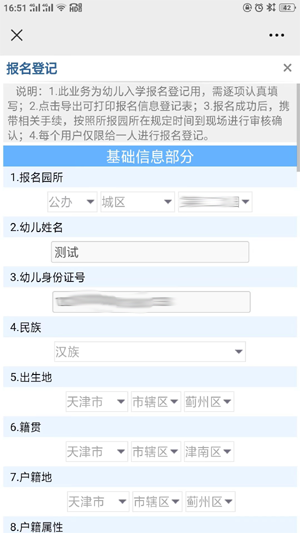 16:51
报名登记
说明：1.此业务为幼儿入学报名登记用，需逐项认真填
写；2.点击导出可打印报名信息登记表；3.报名成功后，携
带相关手续，按照所报园所在规定时间到现场进行审核确
认；4.每个用户仅限给一人进行报名登记。
基础信息部分
1.报名园所
公办 城区
2.幼儿姓名
测试
3.幼儿身份证号
4.民族
汉族
5.出生地
天津市 市辖区 蓟州区
6.籍贯
天津市 市辖区 津南区
7.户籍地
天津市 市辖区 蓟州区
8.户籍属性